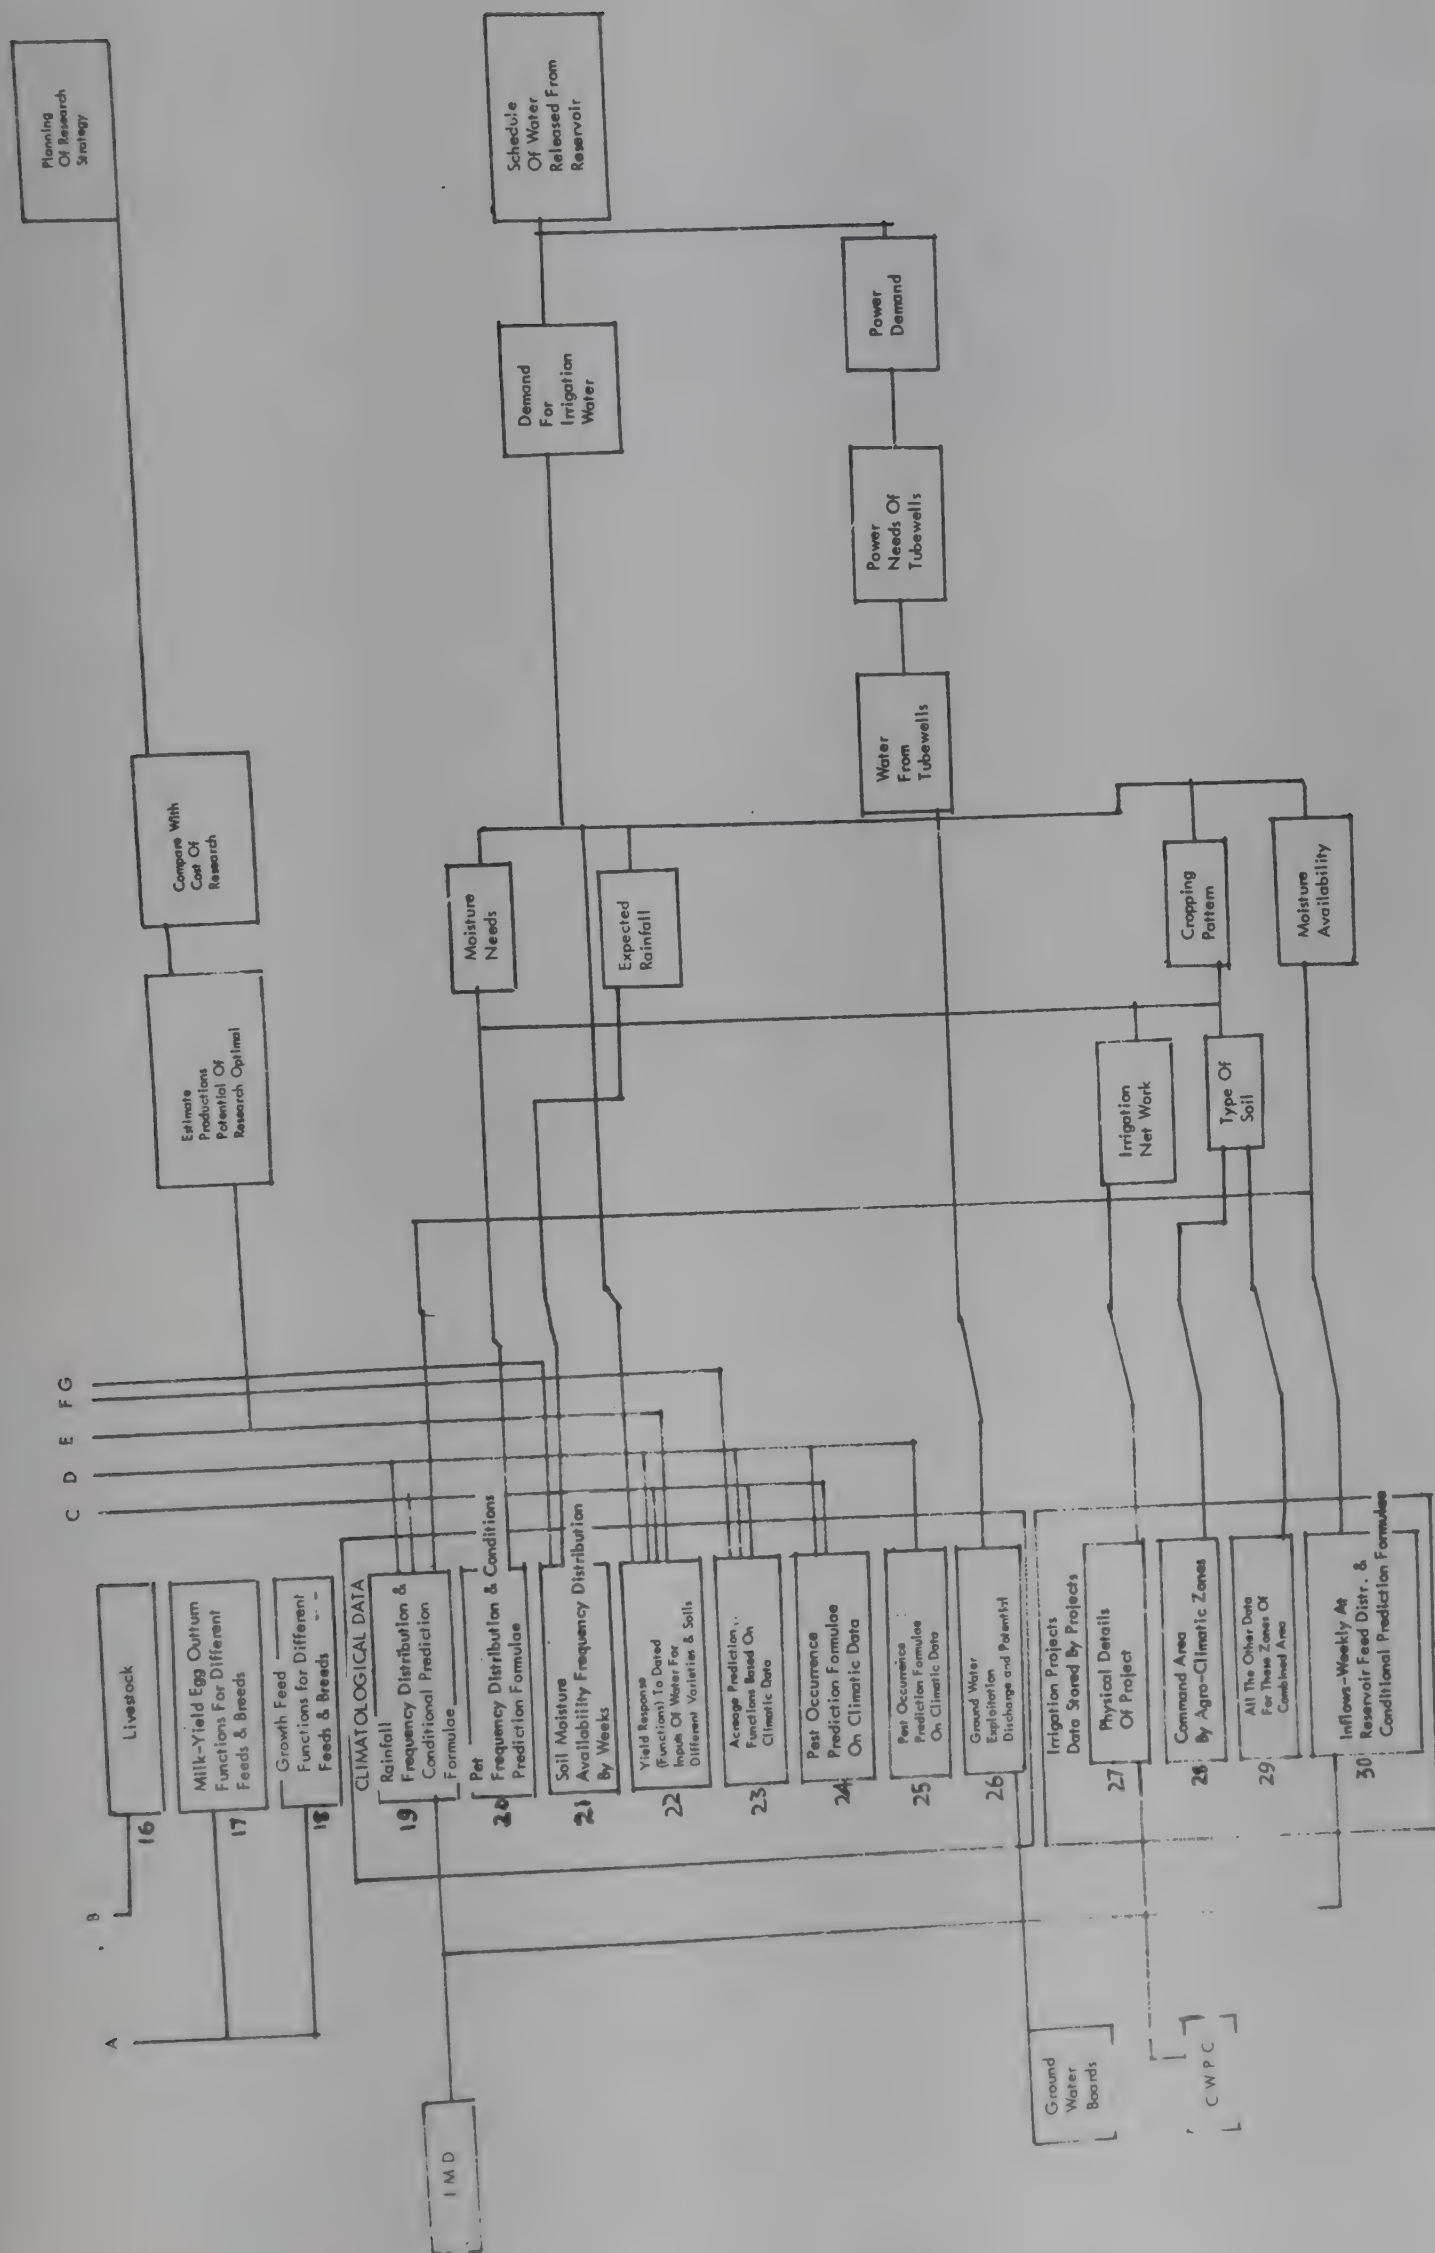 Planning
Of Research
Strategy
Schedule
Of Water
Released From
Reservoir
Demand
For
Irrigation
Water
Power
Demand
Power
Needs Of
Tubewells
Water
From
Tubewells
Compare With
Cost Of
Research
Estimate
Productions
Potential Of
Research Optimal
Moisture
Needs
Expected
Rainfall
Cropping
Pattern
Moisture
Availability
Irrigation
Net Work
Type Of
Soil
C D E F G
B
A
Livestock
16
Milk-Yield Egg Outturn
Functions For Different
Feeds & Breeds
17
Growth Feed
Functions for Different
Feeds & Breeds
18
CLIMATOLOGICAL DATA
Rainfall
Frequency Distribution &
Conditional Prediction
Formulae
19
Pet
Frequency Distribution & Conditions
Prediction Formulae
20
Soil Moisture
Availability Frequency Distribution
By Weeks
21
Yield Response
(Functions) To Dated
Inputs Of Water For
Different Varieties & Soils
22
Acreage Prediction
Functions Based On
Climatic Data
23
Pest Occurrence
Prediction Formulae
On Climatic Data
24
Pest Occurrence
Prediction Formulae
On Climatic Data
25
Ground Water
Exploitation
Discharge and Potential
26
Irrigation Projects
Data Stored By Projects
Physical Details
Of Project
27
Command Area
By Agro-Climatic Zones
28
All The Other Data
For These Zones Of
Combined Area
29
Inflows-Weekly At
Reservoir Feed Distr. &
Conditional Prediction Formulae
30
I M D
Ground
Water
Boards
C W P C